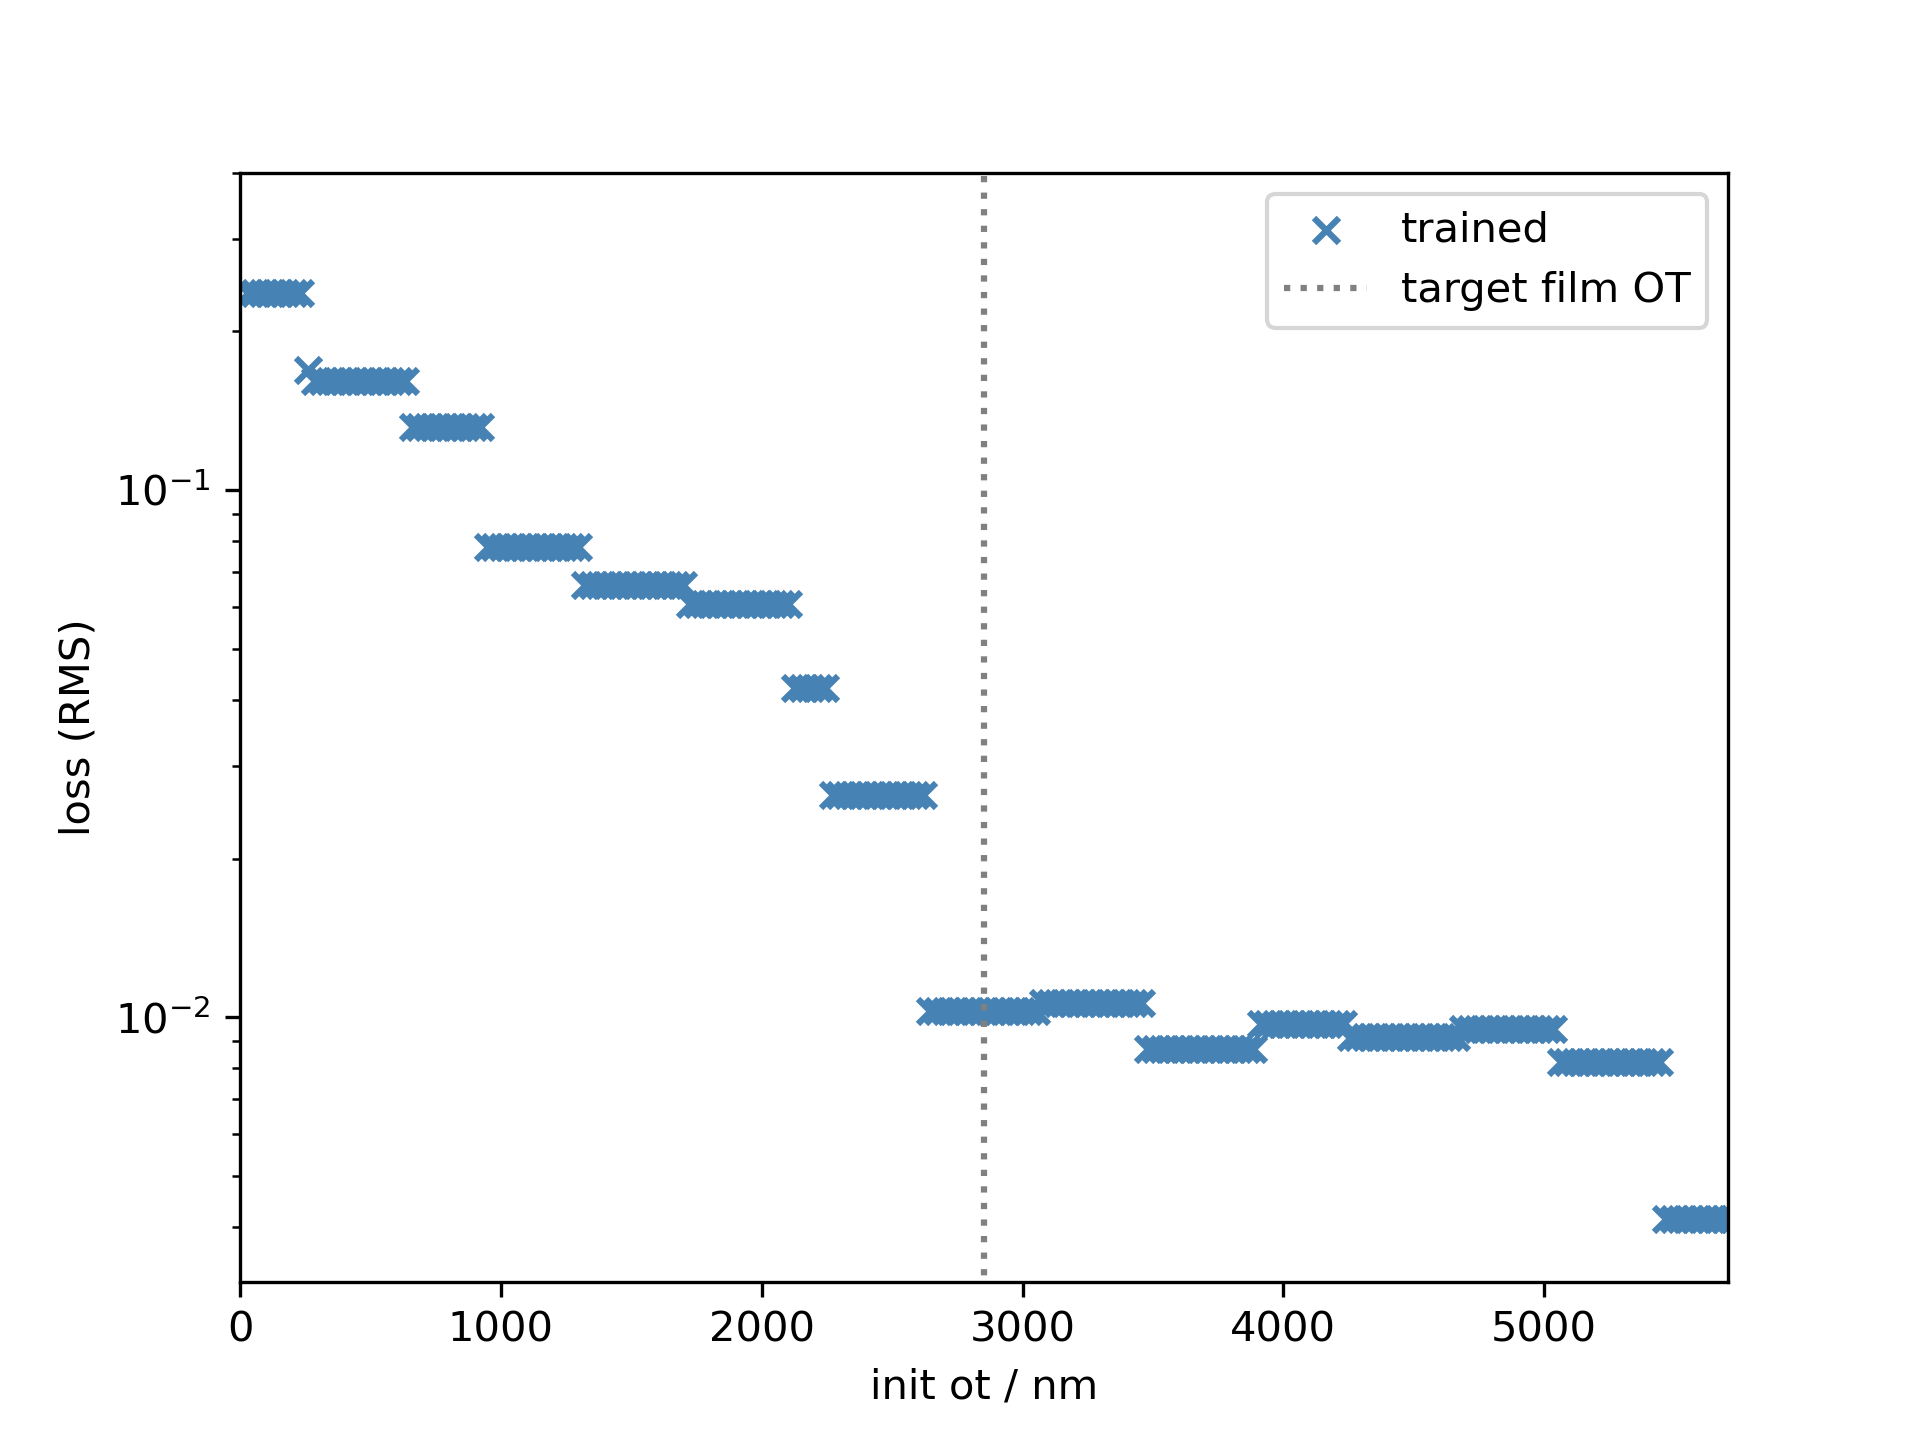 trained
target film OT
10⁻¹
10⁻²
loss (RMS)
0 1000 2000 3000 4000 5000
init ot / nm